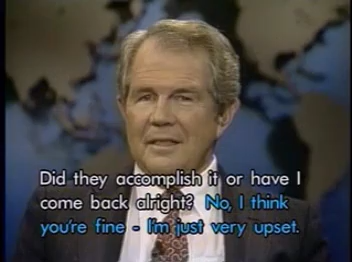 Did they accomplish it or have I
come back alright? No, I think
you're fine - I'm just very upset.